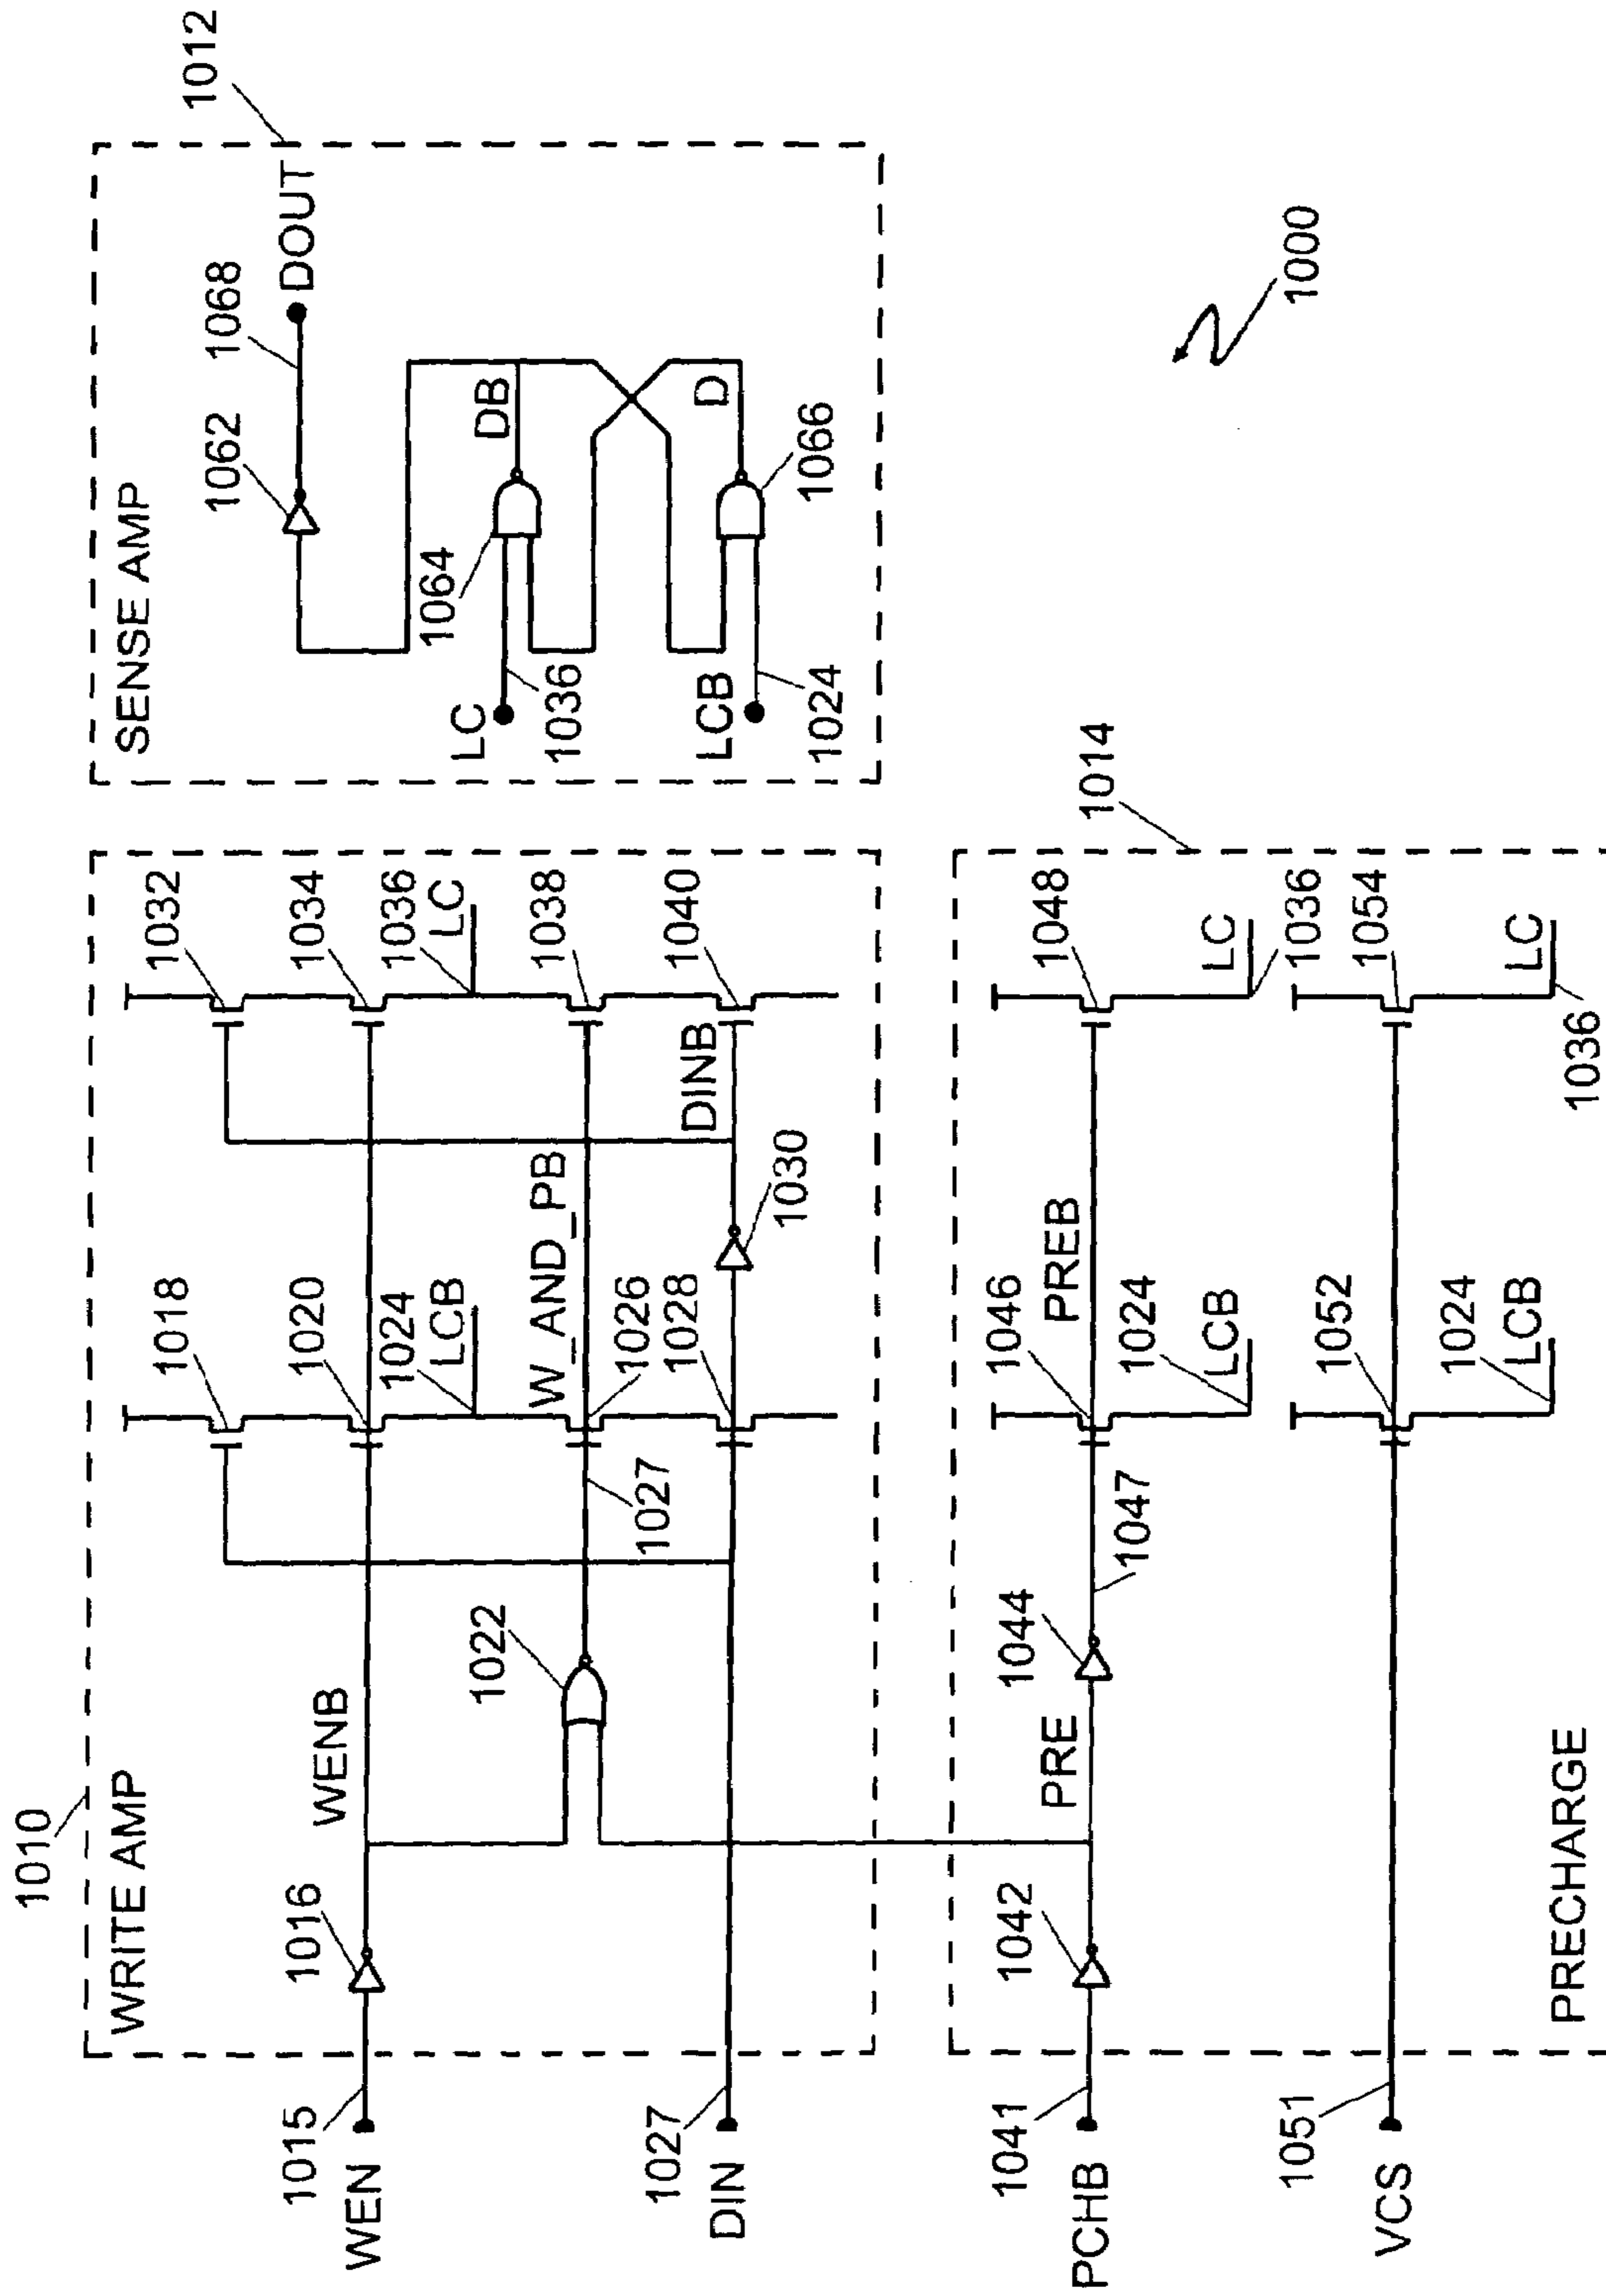 1010
WRITE AMP
1015
WEN
1016
WENB
1018
1020
1022
1024
LCB
1027
W_AND_PB
1026
1028
1027
DIN
1030
DINB
1032
1034
1036
LC
1038
1040
SENSE AMP
1012
1062
1068
DOUT
1064
DB
LC
1036
D
1066
LCB
1024
1014
1041
PCHB
1042
PRE
1044
1047
1046
PREB
1048
1024
LCB
LC
1036
1051
VCS
1052
1054
1024
LCB
LC
1036
PRECHARGE
1000